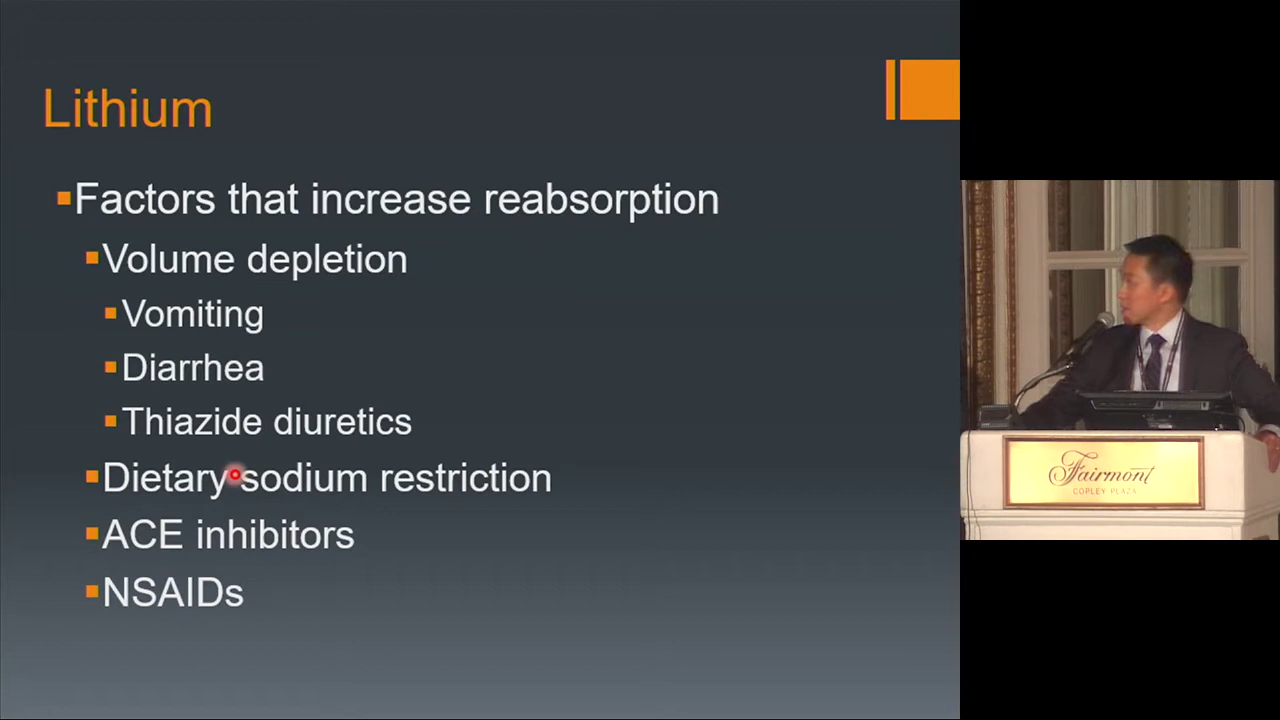 Lithium
Factors that increase reabsorption
Volume depletion
Vomiting
Diarrhea
Thiazide diuretics
Dietary sodium restriction
ACE inhibitors
NSAIDs
Fairmont
COPLEY PLAZA